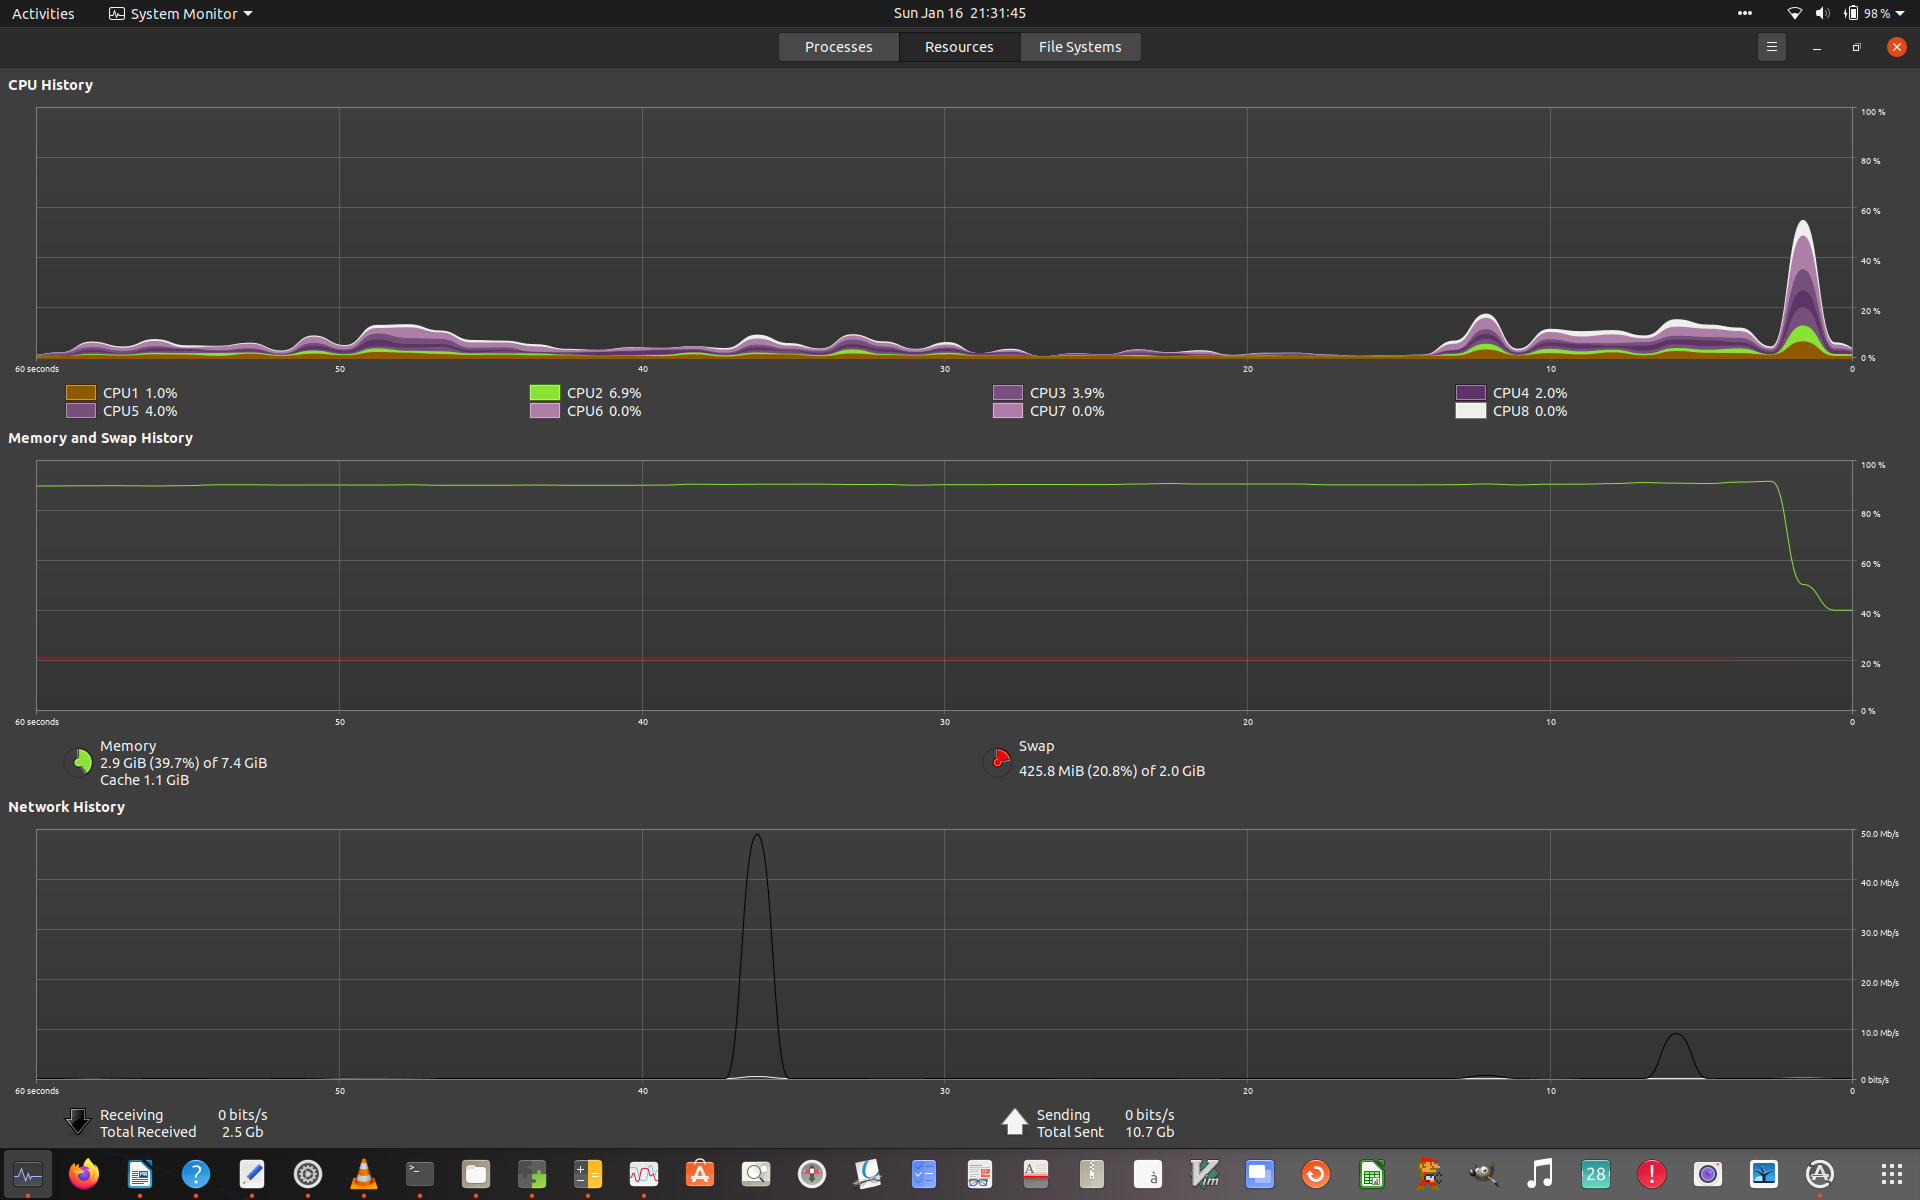 Activities
System Monitor
Sun Jan 16 21:31:45
98 %
Processes
Resources
File Systems
CPU History
100 %
80 %
60 %
40 %
20 %
0 %
60 seconds
50
40
30
20
10
0
CPU1 1.0%
CPU2 6.9%
CPU3 3.9%
CPU4 2.0%
CPU5 4.0%
CPU6 0.0%
CPU7 0.0%
CPU8 0.0%
Memory and Swap History
100 %
80 %
60 %
40 %
20 %
0 %
60 seconds
50
40
30
20
10
0
Memory
2.9 GiB (39.7%) of 7.4 GiB
Cache 1.1 GiB
Swap
425.8 MiB (20.8%) of 2.0 GiB
Network History
50.0 Mb/s
40.0 Mb/s
30.0 Mb/s
20.0 Mb/s
10.0 Mb/s
0 bits/s
60 seconds
50
40
30
20
10
0
Receiving 0 bits/s
Total Received 2.5 Gb
Sending 0 bits/s
Total Sent 10.7 Gb
?
>_
A
à
Vim
28
!